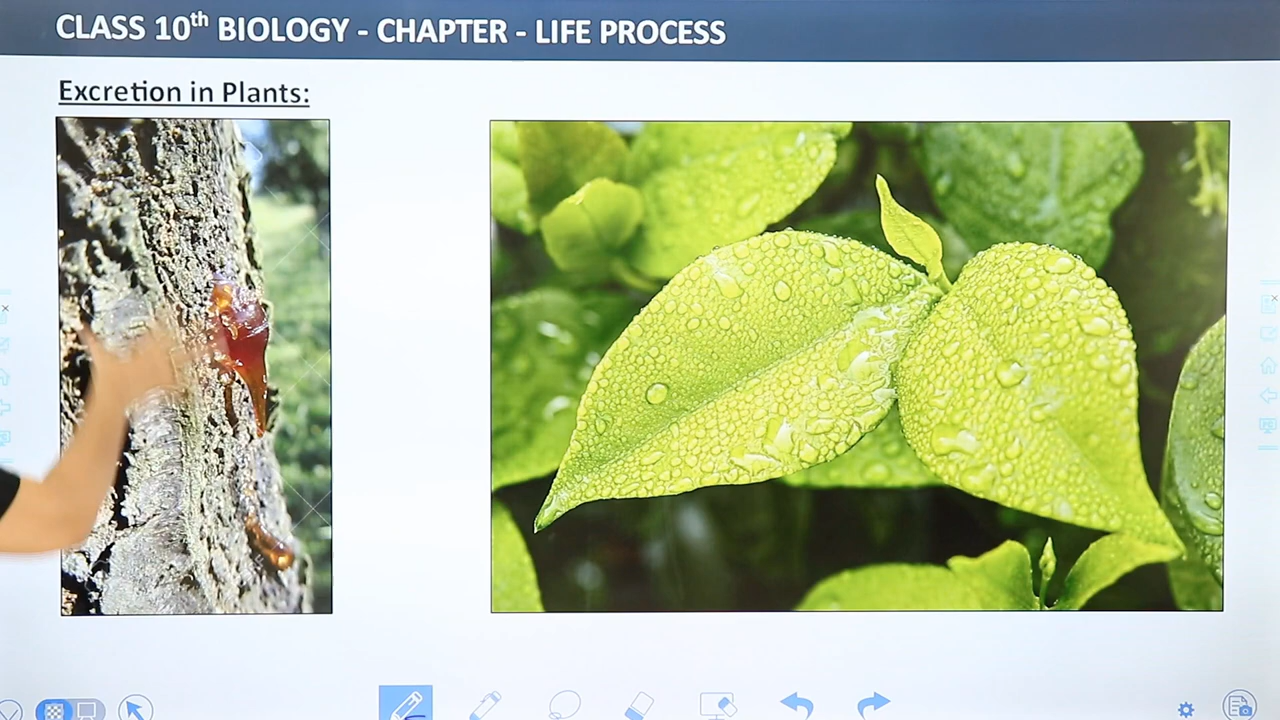 CLASS 10th BIOLOGY - CHAPTER - LIFE PROCESS
Excretion in Plants: